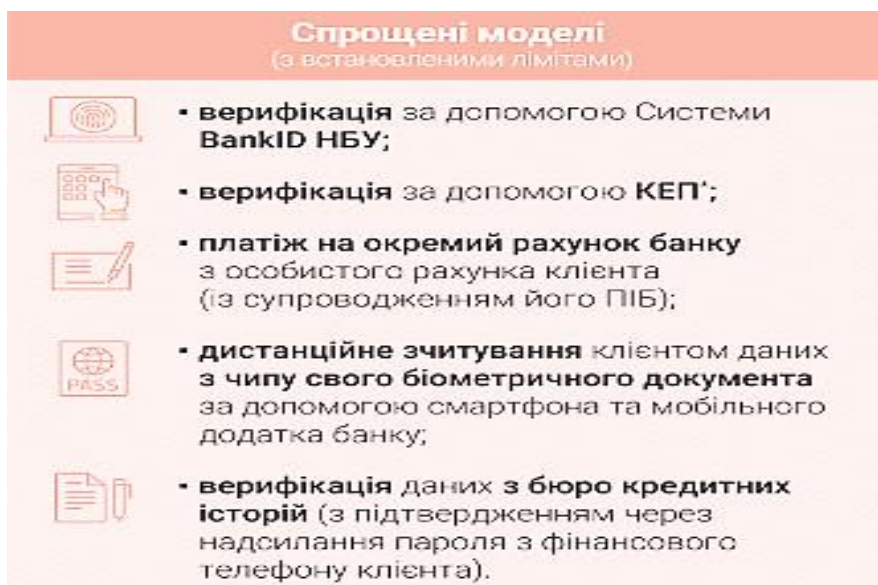 Спрощені моделі
(з встановленими лімітами)
• верифікація за допомогою Системи
BankID НБУ;
• верифікація за допомогою КЕП*;
• платіж на окремий рахунок банку
з особистого рахунка клієнта
(із супроводженням його ПІБ);
• дистанційне зчитування клієнтом даних
з чипу свого біометричного документа
за допомогою смартфона та мобільного
додатка банку;
PASS
• верифікація даних з бюро кредитних
історій (з підтвердженням через
надсилання пароля з фінансового
телефону клієнта).